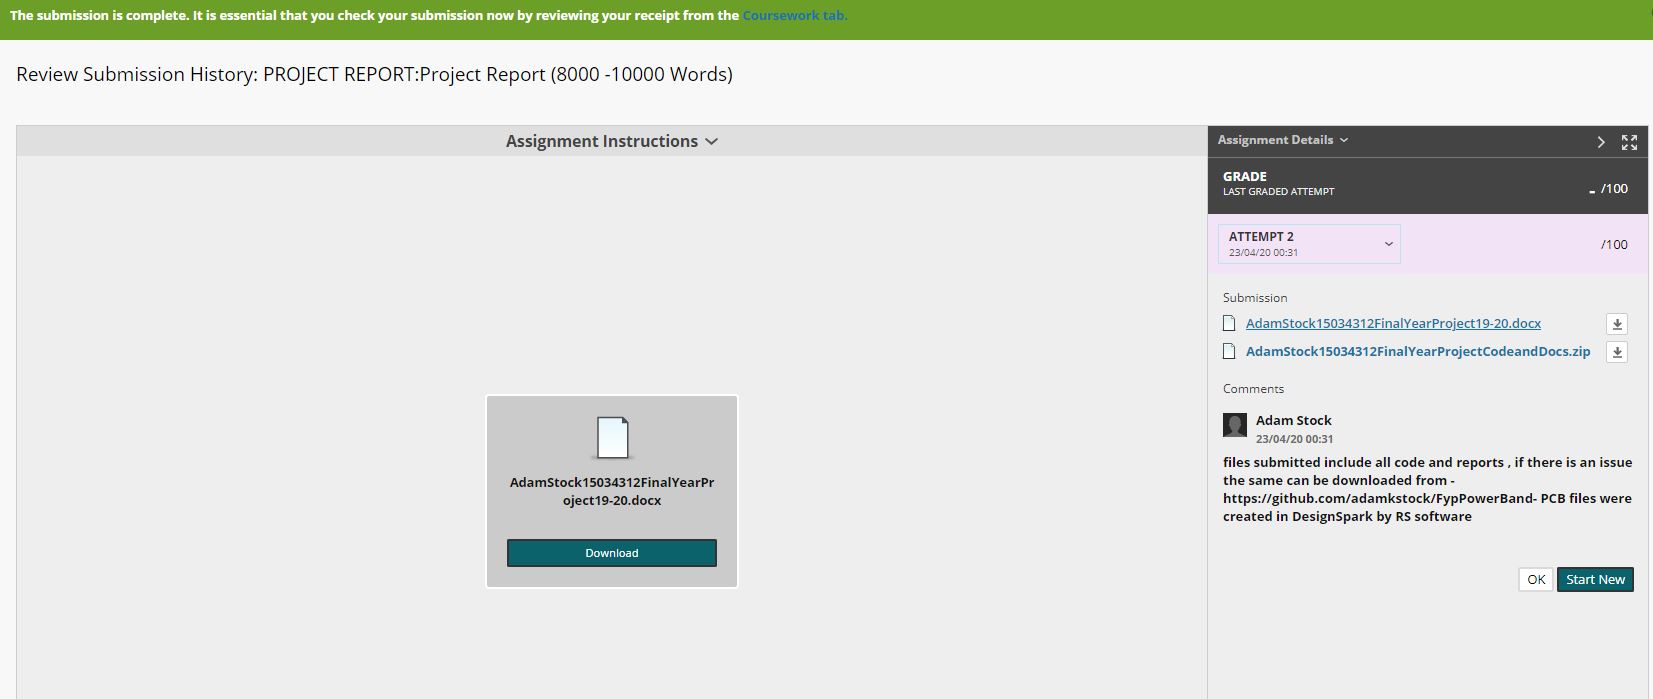 The submission is complete. It is essential that you check your submission now by reviewing your receipt from the Coursework tab.
Review Submission History: PROJECT REPORT:Project Report (8000 -10000 Words)
Assignment Instructions
AdamStock15034312FinalYearPr
oject19-20.docx
Download
Assignment Details
GRADE
LAST GRADED ATTEMPT
- /100
ATTEMPT 2
23/04/20 00:31
/100
Submission
AdamStock15034312FinalYearProject19-20.docx
AdamStock15034312FinalYearProjectCodeandDocs.zip
Comments
Adam Stock
23/04/20 00:31
files submitted include all code and reports , if there is an issue
the same can be downloaded from -
https://github.com/adamkstock/FypPowerBand- PCB files were
created in DesignSpark by RS software
OK
Start New